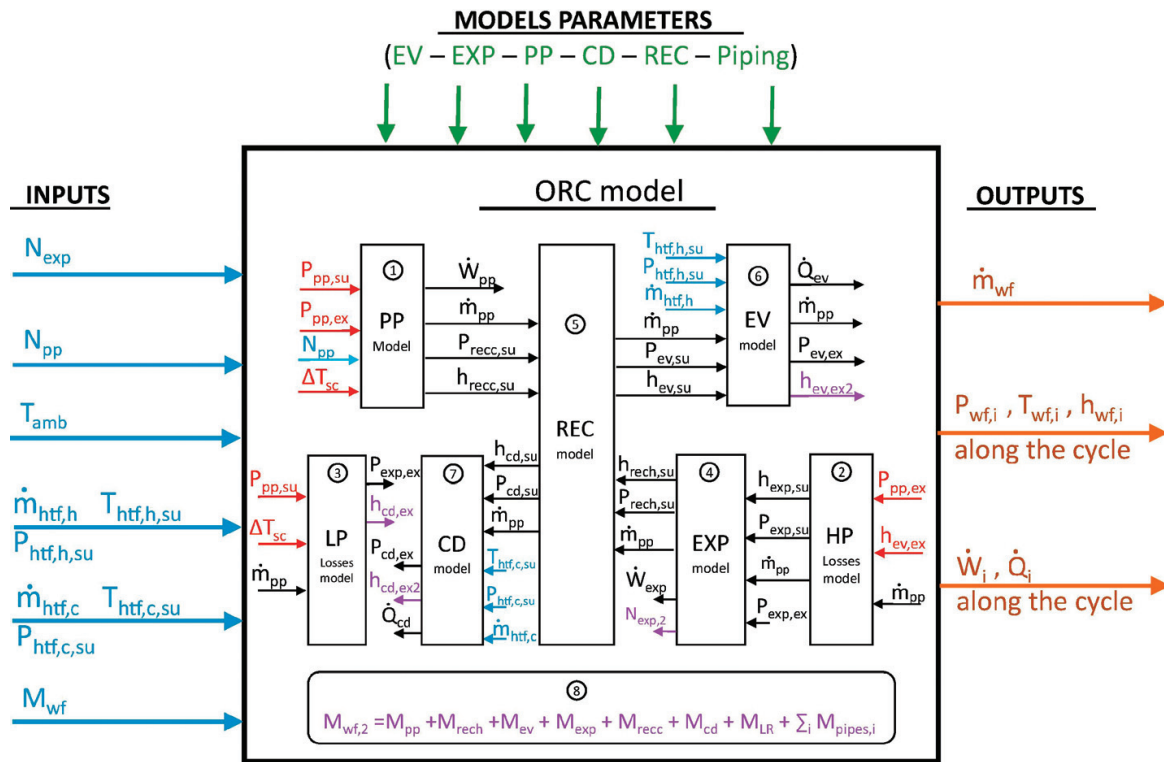 MODELS PARAMETERS
(EV – EXP – PP – CD – REC – Piping)
INPUTS
N_exp
N_pp
T_amb
ṁ_htf,h T_htf,h,su
P_htf,h,su
ṁ_htf,c T_htf,c,su
P_htf,c,su
M_wf
ORC model
P_pp,su
P_pp,ex
N_pp
ΔT_sc
①
PP
Model
Ẇ_pp
ṁ_pp
P_recc,su
h_recc,su
⑤
REC
model
T_htf,h,su
P_htf,h,su
ṁ_htf,h
ṁ_pp
P_ev,su
h_ev,su
⑥
EV
model
Q̇_ev
ṁ_pp
P_ev,ex
h_ev,ex2
P_pp,su
ΔT_sc
ṁ_pp
③
LP
Losses
model
P_exp,ex
h_cd,ex
P_cd,ex
h_cd,ex2
Q̇_cd
⑦
CD
model
h_cd,su
P_cd,su
ṁ_pp
T_htf,c,su
P_htf,c,su
ṁ_htf,c
h_rech,su
P_rech,su
ṁ_pp
Ẇ_exp
N_exp,2
④
EXP
model
h_exp,su
P_exp,su
ṁ_pp
P_exp,ex
②
HP
Losses
model
P_pp,ex
h_ev,ex
ṁ_pp
⑧
M_wf,2 =M_pp +M_rech +M_ev + M_exp + M_recc + M_cd + M_LR + ∑_i M_pipes,i
OUTPUTS
ṁ_wf
P_wf,i , T_wf,i , h_wf,i
along the cycle
Ẇ_i , Q̇_i
along the cycle